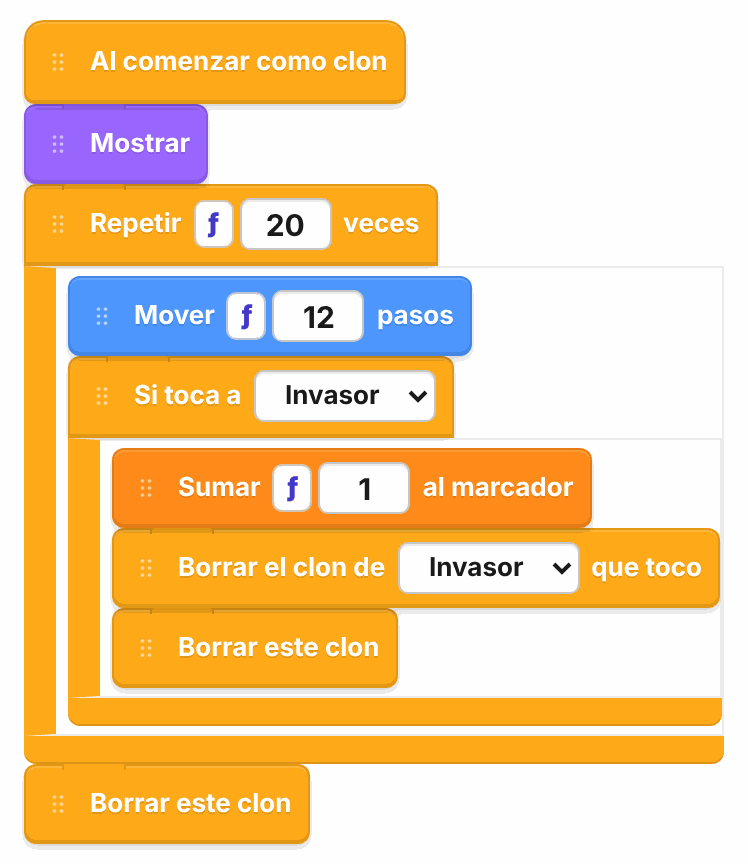 Al comenzar como clon
Mostrar
Repetir ƒ 20 veces
Mover ƒ 12 pasos
Si toca a Invasor
Sumar ƒ 1 al marcador
Borrar el clon de Invasor que toco
Borrar este clon
Borrar este clon